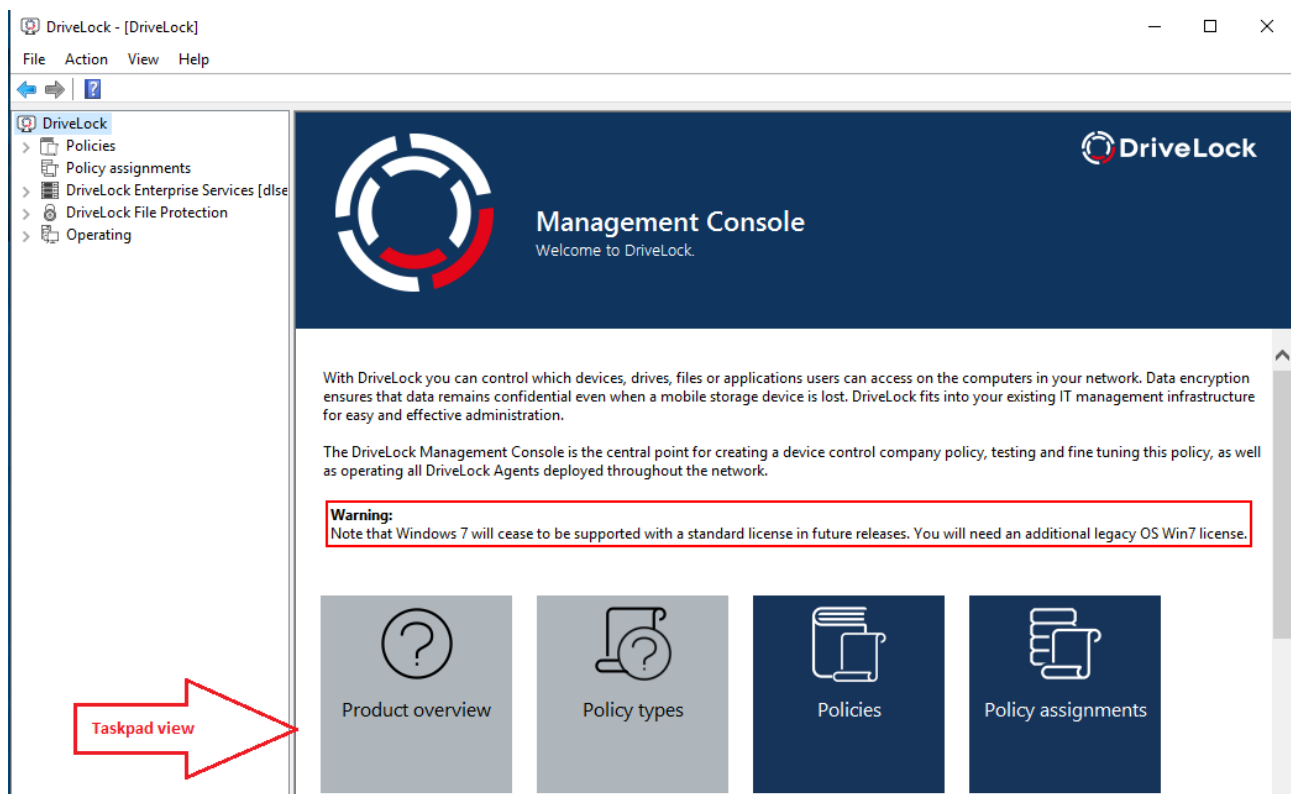 DriveLock - [DriveLock]
File Action View Help
DriveLock
Policies
Policy assignments
DriveLock Enterprise Services [dlse
DriveLock File Protection
Operating
DriveLock
Management Console
Welcome to DriveLock.
With DriveLock you can control which devices, drives, files or applications users can access on the computers in your network. Data encryption
ensures that data remains confidential even when a mobile storage device is lost. DriveLock fits into your existing IT management infrastructure
for easy and effective administration.
The DriveLock Management Console is the central point for creating a device control company policy, testing and fine tuning this policy, as well
as operating all DriveLock Agents deployed throughout the network.
Warning:
Note that Windows 7 will cease to be supported with a standard license in future releases. You will need an additional legacy OS Win7 license.
Product overview
Policy types
Policies
Policy assignments
Taskpad view